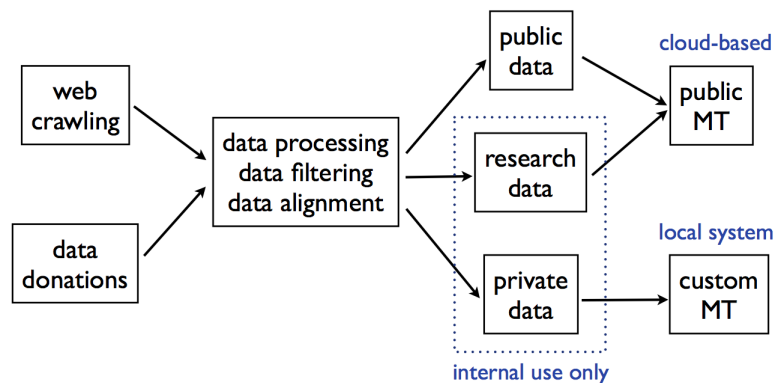 web
crawling
data
donations
data processing
data filtering
data alignment
public
data
research
data
private
data
internal use only
cloud-based
public
MT
local system
custom
MT